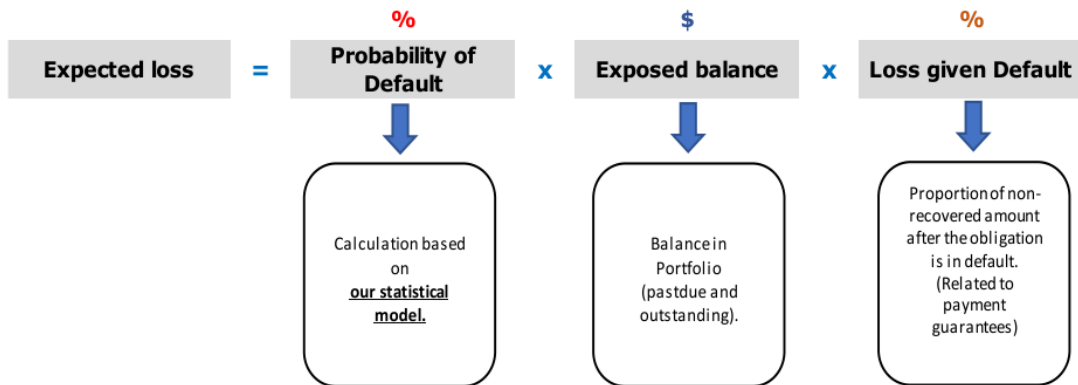 %
$
%
Expected loss
=
Probability of
Default
x
Exposed balance
x
Loss given Default
Calculation based
on
our statistical
model.
Balance in
Portfolio
(pastdue and
outstanding).
Proportion of non-
recovered amount
after the obligation
is in default.
(Related to
payment
guarantees)